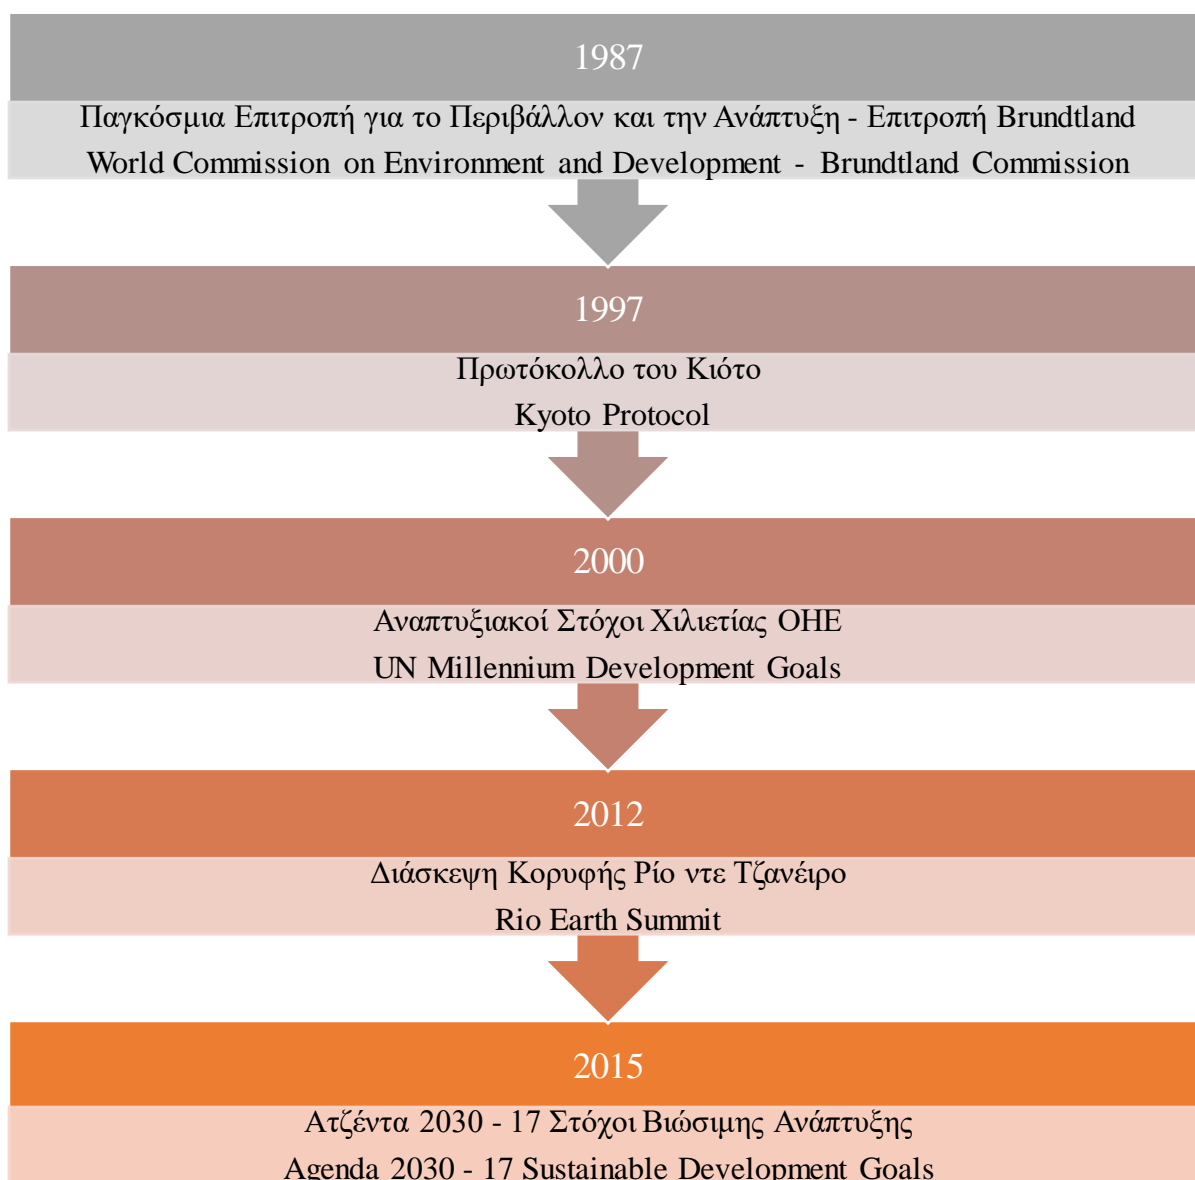 1987
Παγκόσμια Επιτροπή για το Περιβάλλον και την Ανάπτυξη - Επιτροπή Brundtland
World Commission on Environment and Development - Brundtland Commission
1997
Πρωτόκολλο του Κιότο
Kyoto Protocol
2000
Αναπτυξιακοί Στόχοι Χιλιετίας ΟΗΕ
UN Millennium Development Goals
2012
Διάσκεψη Κορυφής Ρίο ντε Τζανέιρο
Rio Earth Summit
2015
Ατζέντα 2030 - 17 Στόχοι Βιώσιμης Ανάπτυξης
Agenda 2030 - 17 Sustainable Development Goals